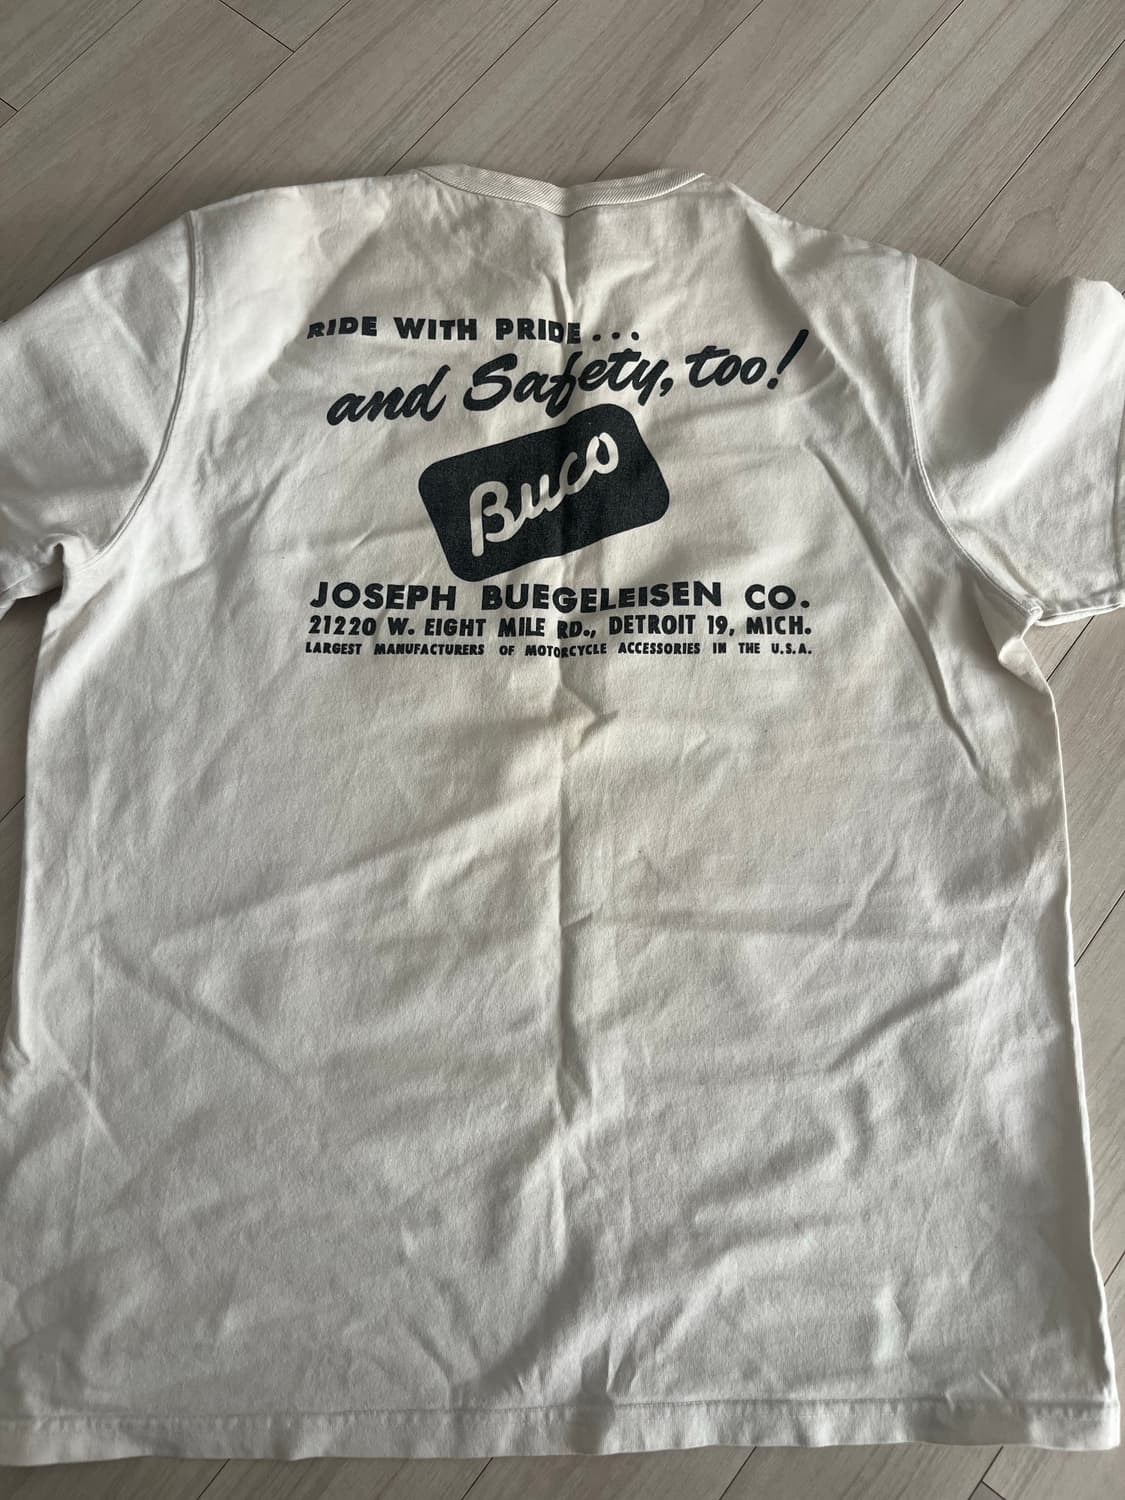 RIDE WITH PRIDE...
and Safety, too!
Buco
JOSEPH BUEGELEISEN CO.
21220 W. EIGHT MILE RD., DETROIT 19, MICH.
LARGEST MANUFACTURERS OF MOTORCYCLE ACCESSORIES IN THE U.S.A.